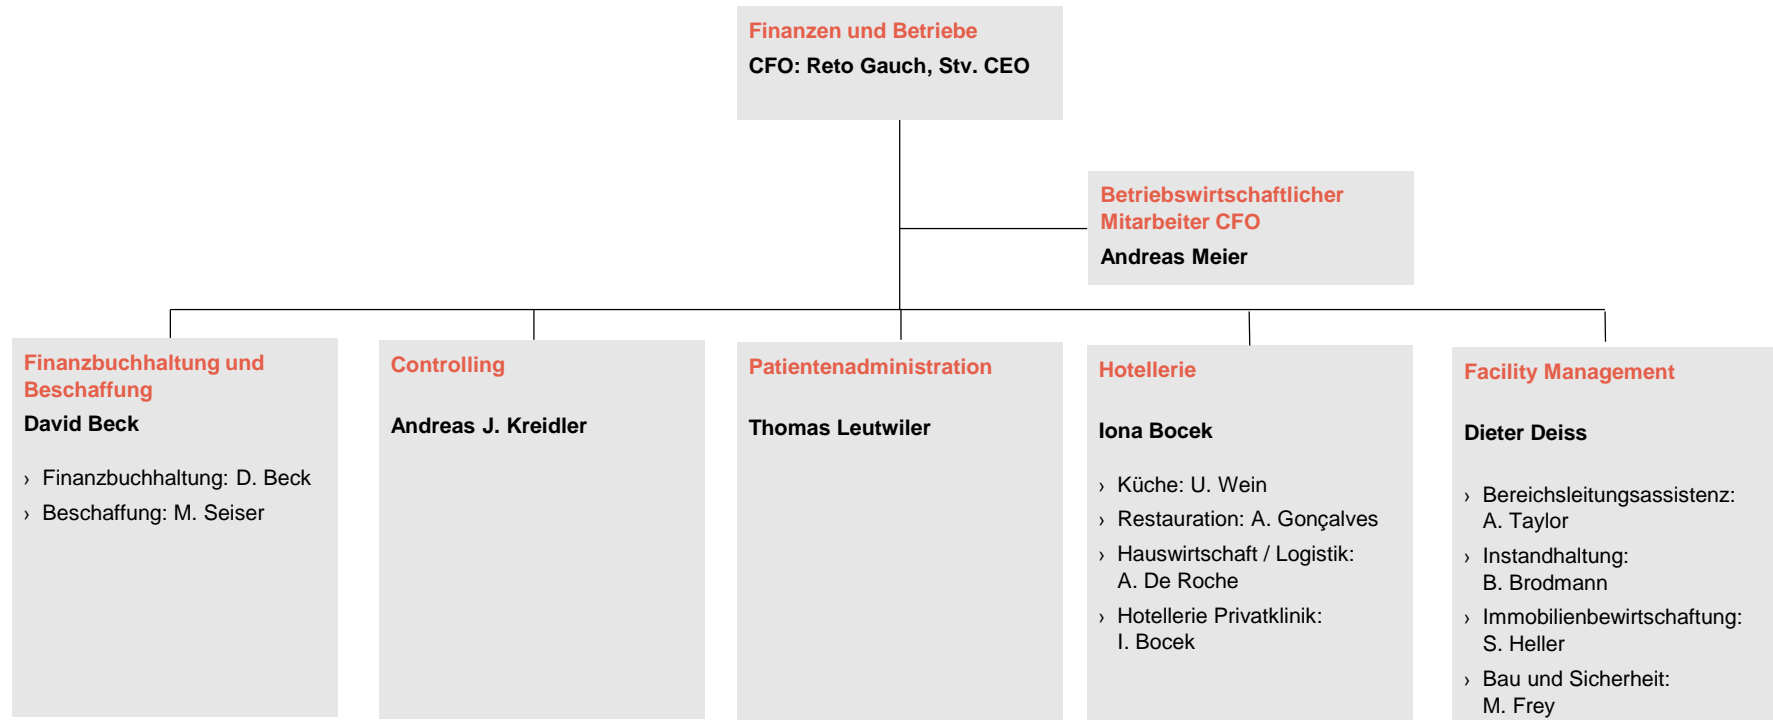 Finanzen und Betriebe
CFO: Reto Gauch, Stv. CEO
Betriebswirtschaftlicher
Mitarbeiter CFO
Andreas Meier
Finanzbuchhaltung und
Beschaffung
David Beck
› Finanzbuchhaltung: D. Beck
› Beschaffung: M. Seiser
Controlling
Andreas J. Kreidler
Patientenadministration
Thomas Leutwiler
Hotellerie
Iona Bocek
› Küche: U. Wein
› Restauration: A. Gonçalves
› Hauswirtschaft / Logistik:
A. De Roche
› Hotellerie Privatklinik:
I. Bocek
Facility Management
Dieter Deiss
› Bereichsleitungsassistenz:
A. Taylor
› Instandhaltung:
B. Brodmann
› Immobilienbewirtschaftung:
S. Heller
› Bau und Sicherheit:
M. Frey